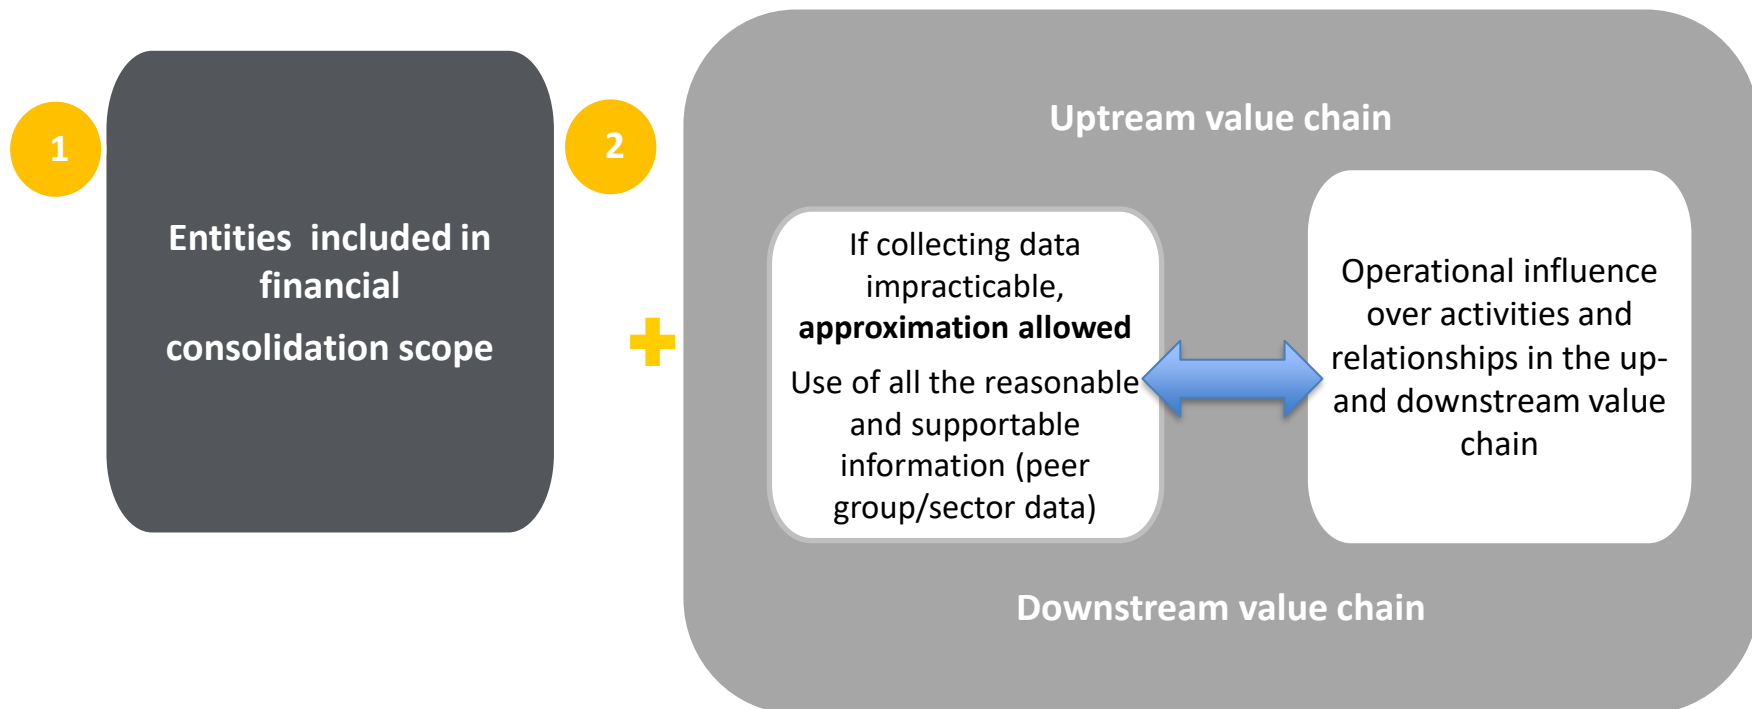 1
Entities included in
financial
consolidation scope
2
Uptream value chain
If collecting data
impracticable,
approximation allowed
Use of all the reasonable
and supportable
information (peer
group/sector data)
Operational influence
over activities and
relationships in the up-
and downstream value
chain
Downstream value chain